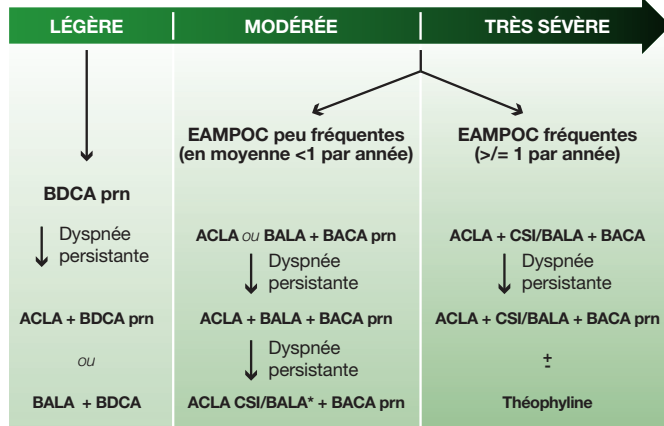 LÉGÈRE
MODÉRÉE
TRÈS SÉVÈRE
EAMPOC peu fréquentes
(en moyenne <1 par année)
EAMPOC fréquentes
(>/= 1 par année)
BDCA prn
Dyspnée
persistante
ACLA + BDCA prn
ou
BALA + BDCA
ACLA ou BALA + BACA prn
Dyspnée
persistante
ACLA + BALA + BACA prn
Dyspnée
persistante
ACLA CSI/BALA* + BACA prn
ACLA + CSI/BALA + BACA
Dyspnée
persistante
ACLA + CSI/BALA + BACA prn
±
Théophyline